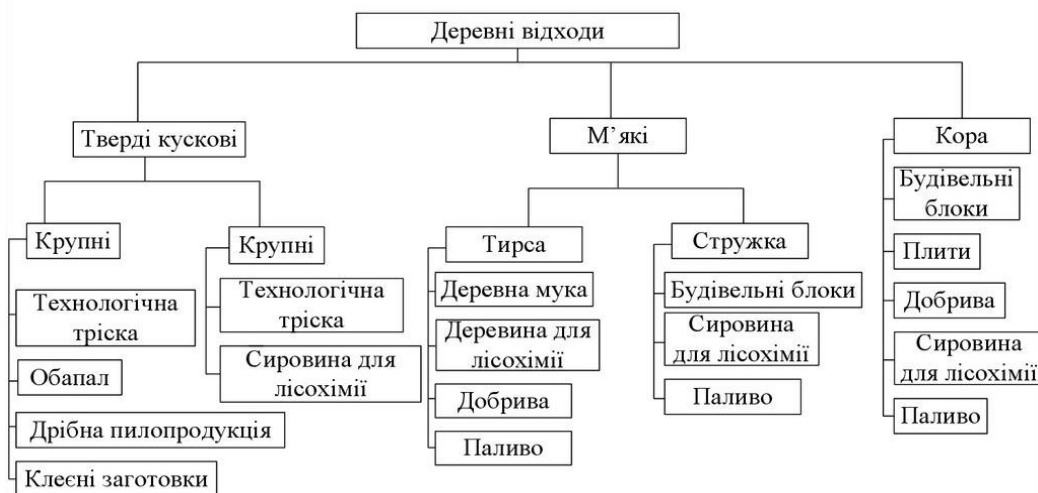 Деревні відходи
Тверді кускові
М’які
Кора
Крупні
Технологічна
тріска
Обапал
Дрібна пилопродукція
Клеєні заготовки
Крупні
Технологічна
тріска
Сировина для
лісохімії
Тирса
Деревна мука
Деревина для
лісохімії
Добрива
Паливо
Стружка
Будівельні блоки
Сировина
для лісохімії
Паливо
Будівельні
блоки
Плити
Добрива
Сировина
для лісохімії
Паливо